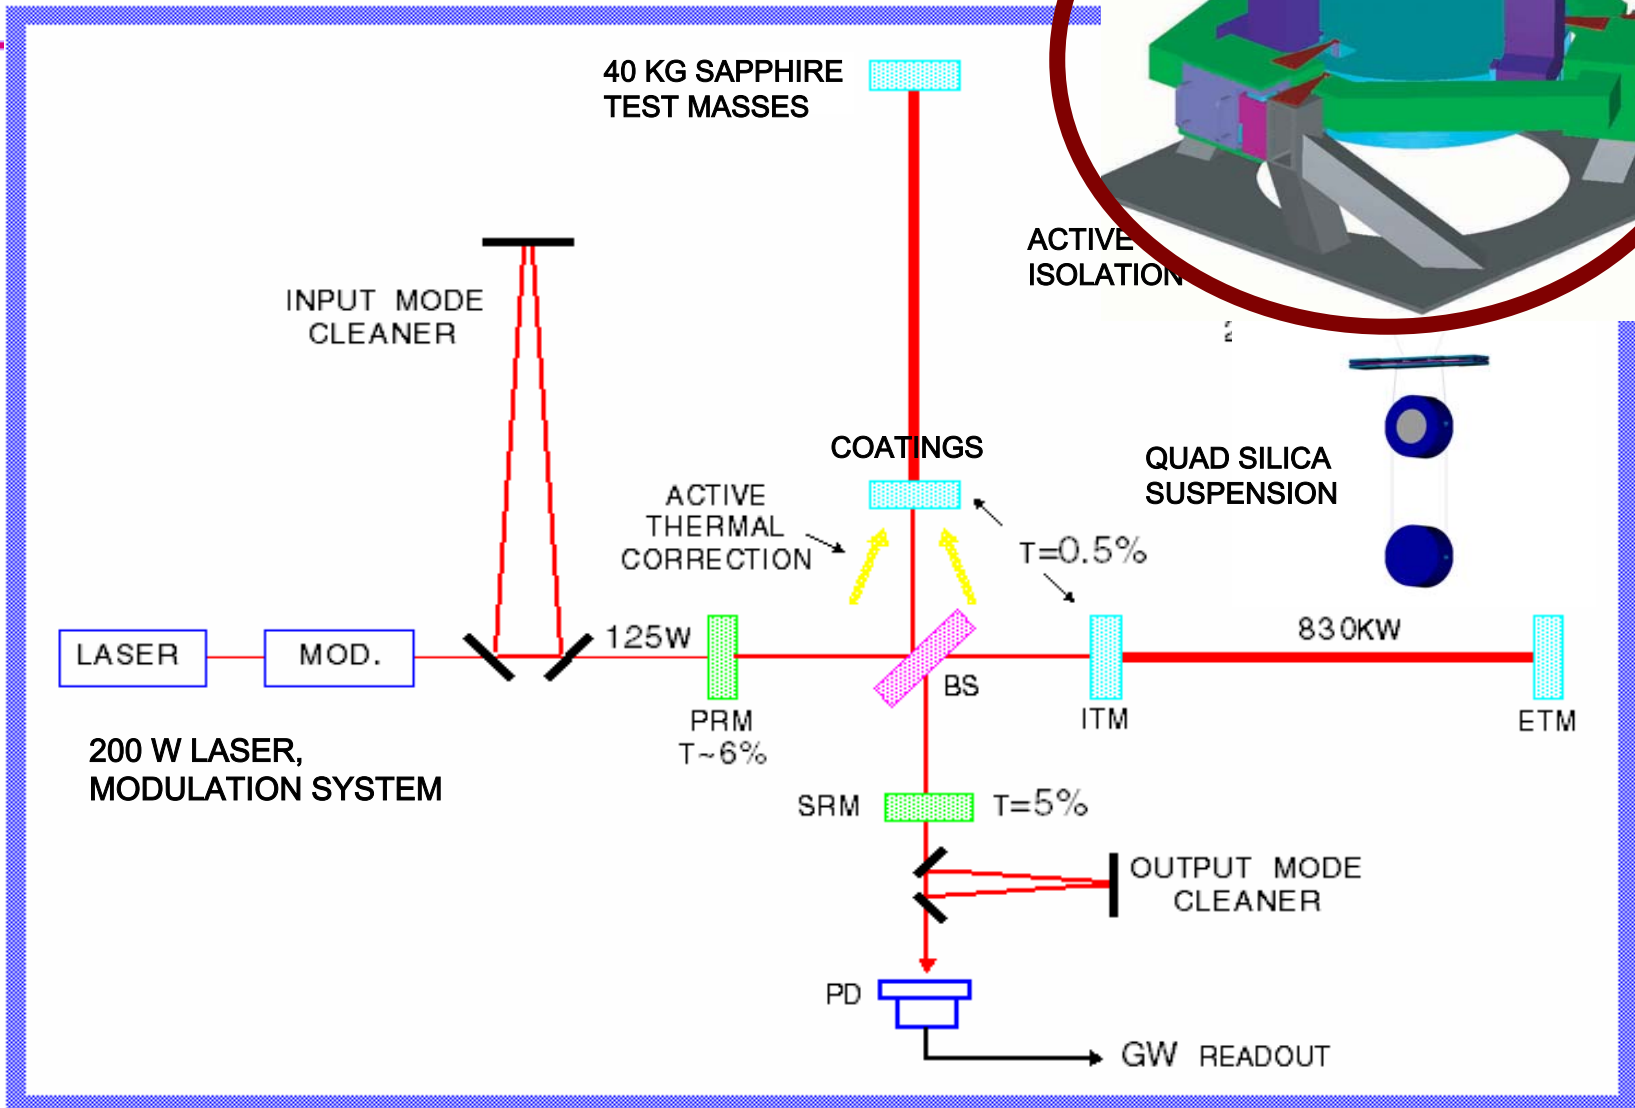 40 KG SAPPHIRE
TEST MASSES
ACTIVE
ISOLATION
INPUT MODE
CLEANER
COATINGS
QUAD SILICA
SUSPENSION
ACTIVE
THERMAL
CORRECTION
T=0.5%
LASER
MOD.
125W
830KW
BS
PRM
T~6%
ITM
ETM
200 W LASER,
MODULATION SYSTEM
SRM
T=5%
OUTPUT MODE
CLEANER
PD
GW READOUT